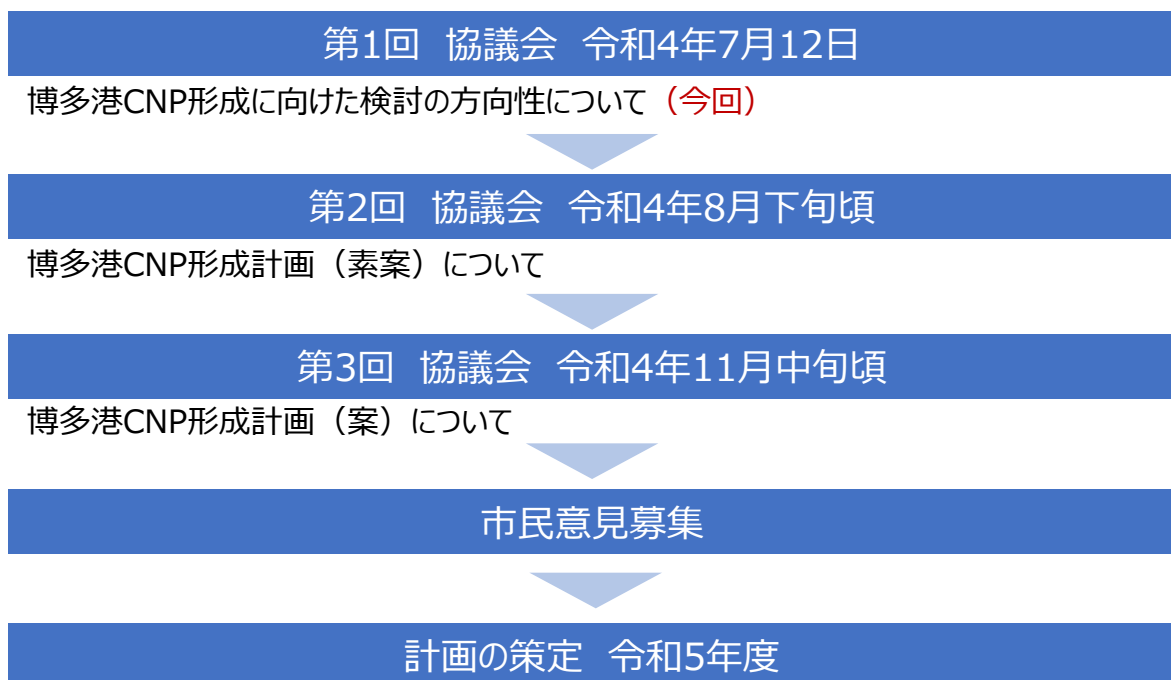 第1回 協議会 令和4年7月12日
博多港CNP形成に向けた検討の方向性について（今回）
第2回 協議会 令和4年8月下旬頃
博多港CNP形成計画（素案）について
第3回 協議会 令和4年11月中旬頃
博多港CNP形成計画（案）について
市民意見募集
計画の策定 令和5年度